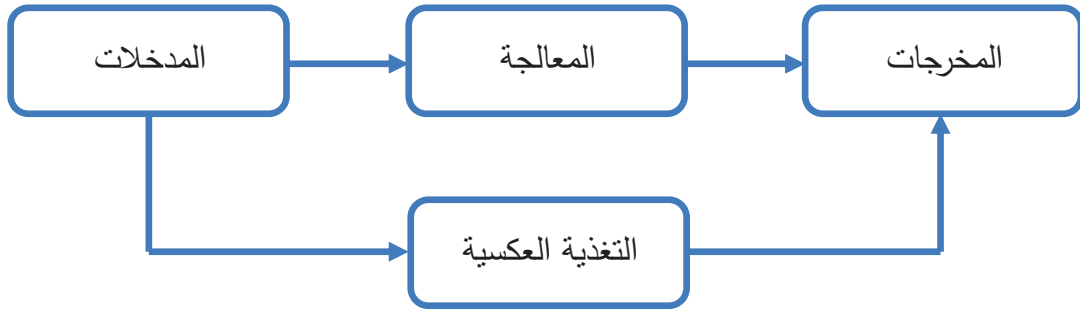 المدخلات
المعالجة
المخرجات
التغذية العكسية